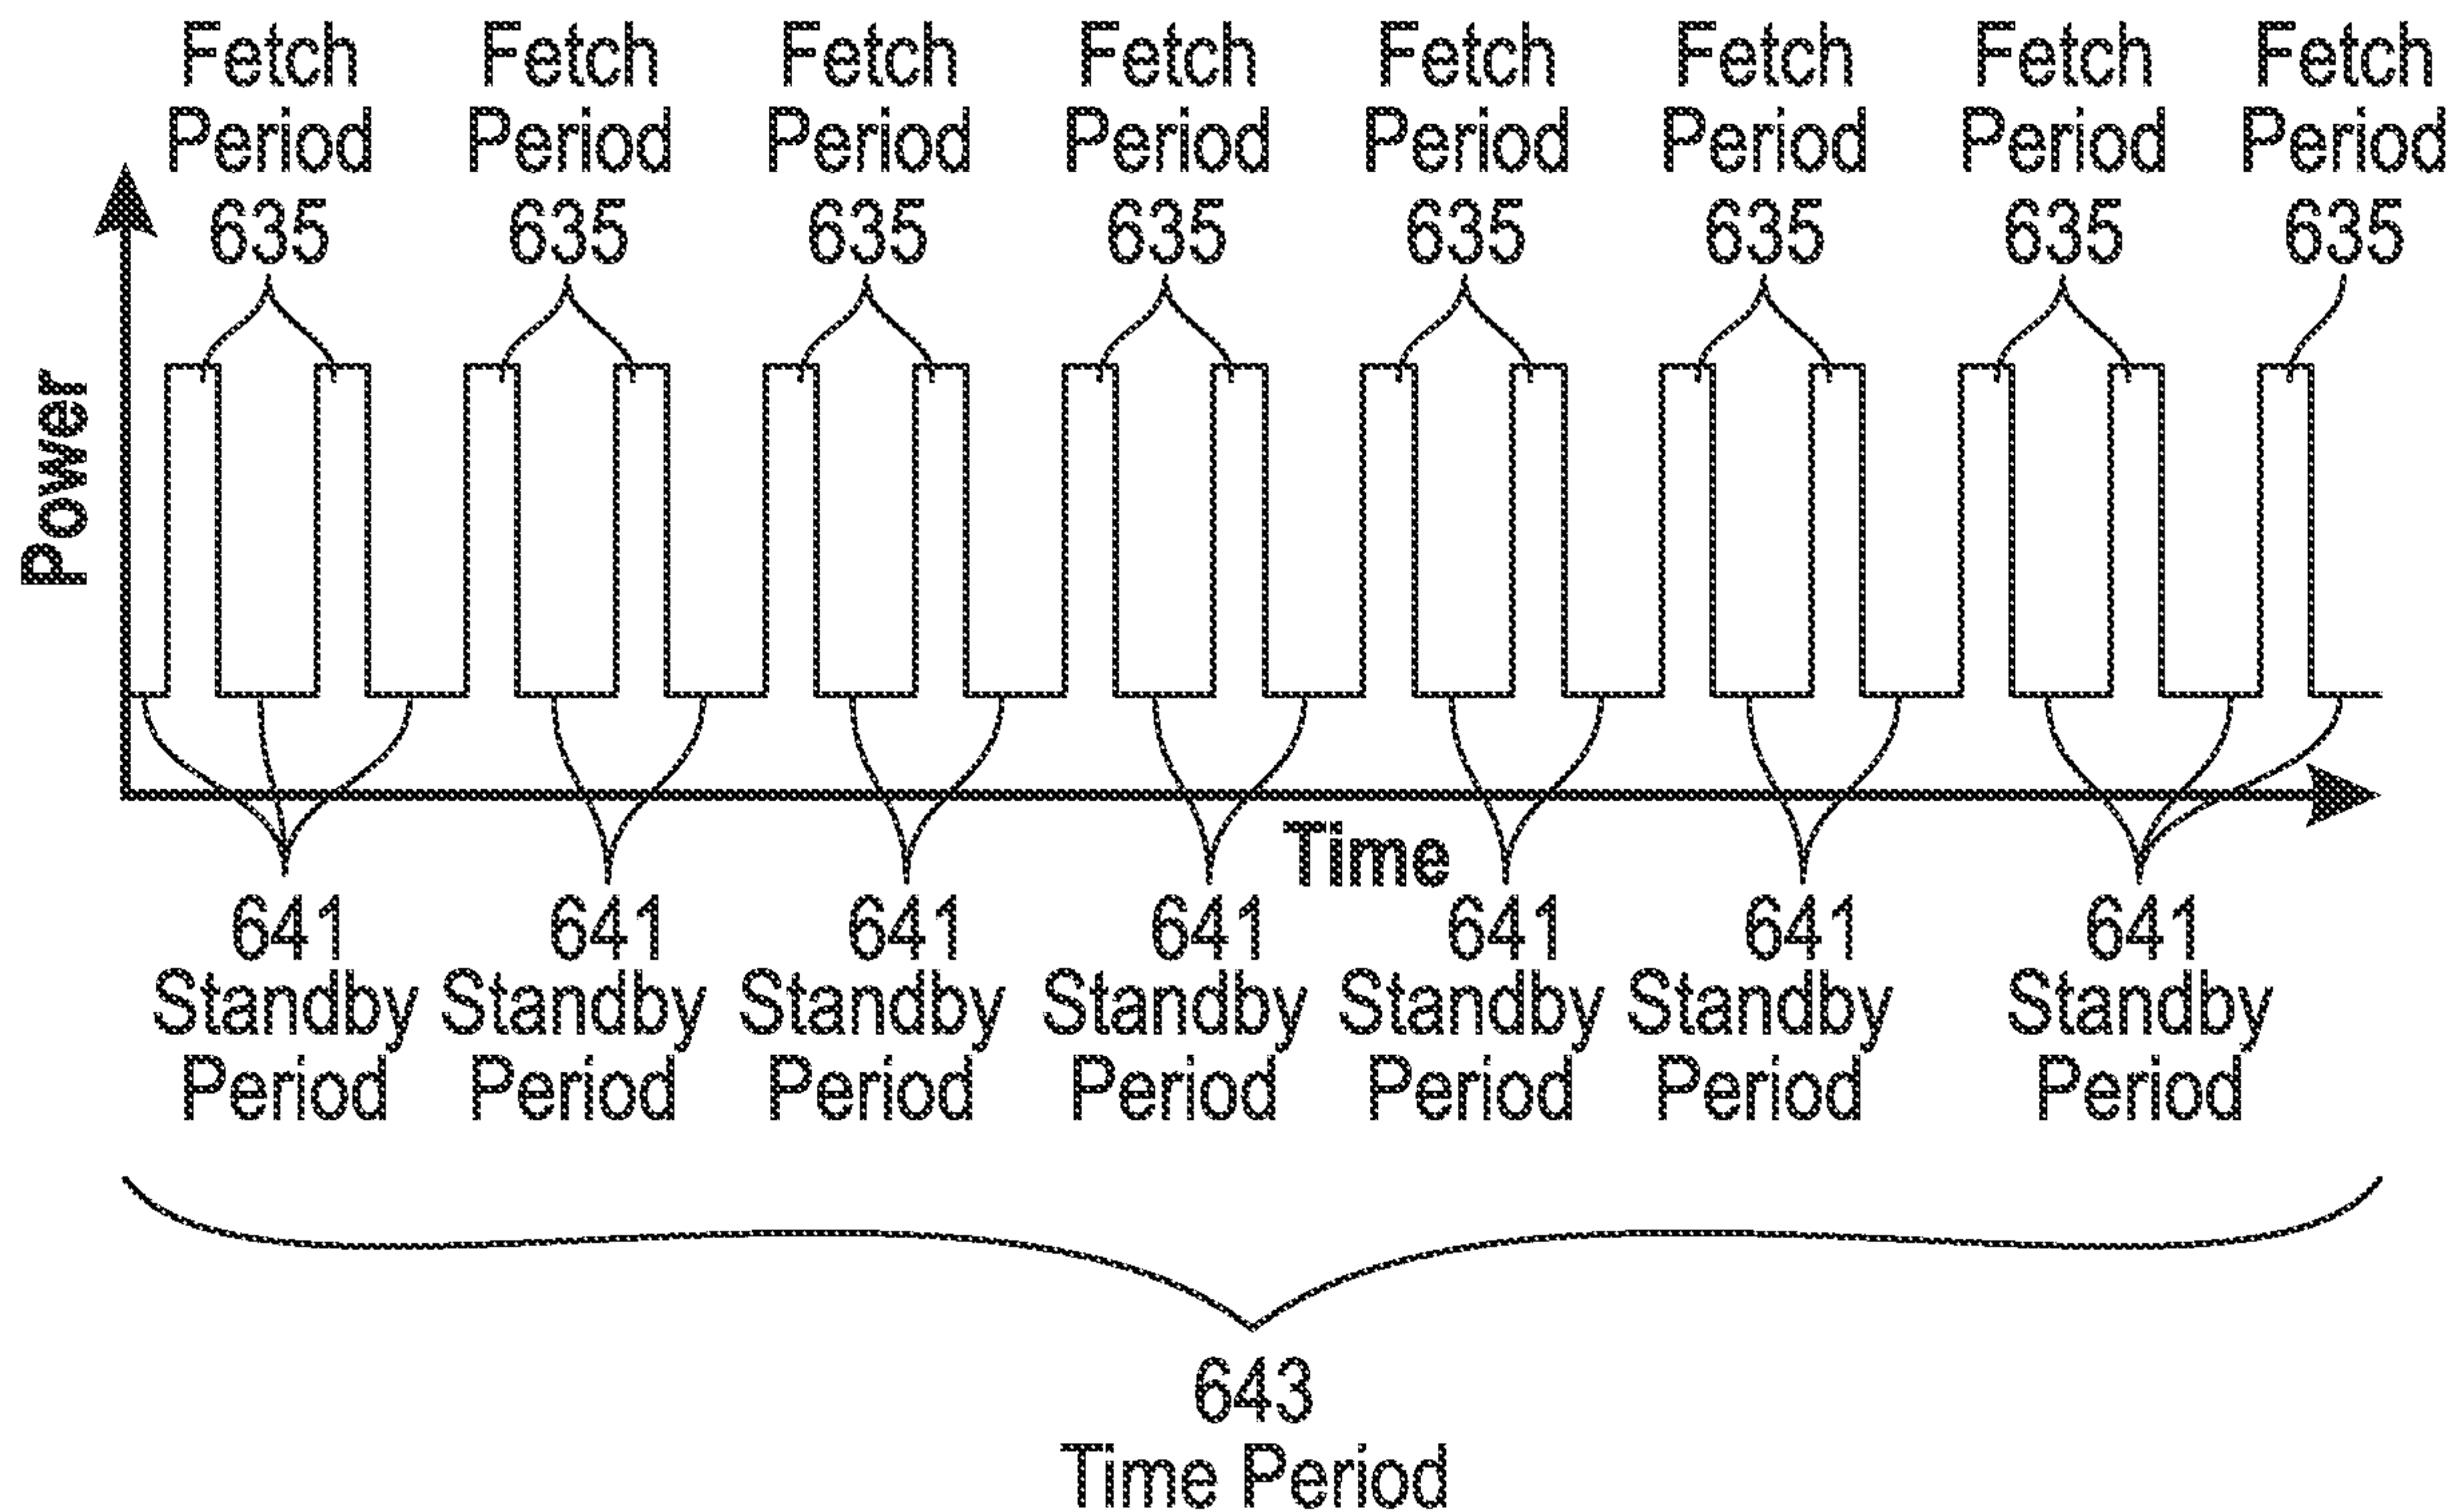 Fetch Fetch Fetch Fetch Fetch Fetch Fetch Fetch
Period Period Period Period Period Period Period Period
635 635 635 635 635 635 635 635
Power
Time
641 641 641 641 641 641 641
Standby Standby Standby Standby Standby Standby Standby
Period Period Period Period Period Period Period
643
Time Period